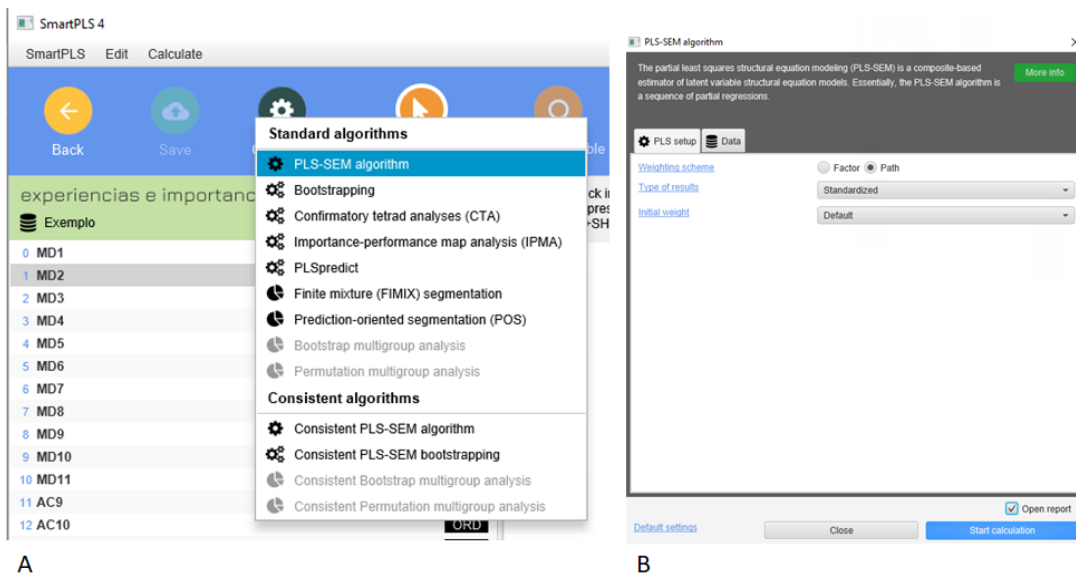 SmartPLS 4
SmartPLS Edit Calculate
Back
Save
ble
Standard algorithms
PLS-SEM algorithm
Bootstrapping
Confirmatory tetrad analyses (CTA)
Importance-performance map analysis (IPMA)
PLSpredict
Finite mixture (FIMIX) segmentation
Prediction-oriented segmentation (POS)
Bootstrap multigroup analysis
Permutation multigroup analysis
Consistent algorithms
Consistent PLS-SEM algorithm
Consistent PLS-SEM bootstrapping
Consistent Bootstrap multigroup analysis
Consistent Permutation multigroup analysis
experiencias e importanc
Exemplo
ck i
pres
>SH
0 MD1
1 MD2
2 MD3
3 MD4
4 MD5
5 MD6
6 MD7
7 MD8
8 MD9
9 MD10
10 MD11
11 AC9
12 AC10
ORD
A
PLS-SEM algorithm
The partial least squares structural equation modeling (PLS-SEM) is a composite-based
estimator of latent variable structural equation models. Essentially, the PLS-SEM algorithm is
a sequence of partial regressions.
More info
PLS setup Data
Weighting scheme Factor Path
Type of results Standardized
Initial weight Default
Open report
Default settings Close Start calculation
B